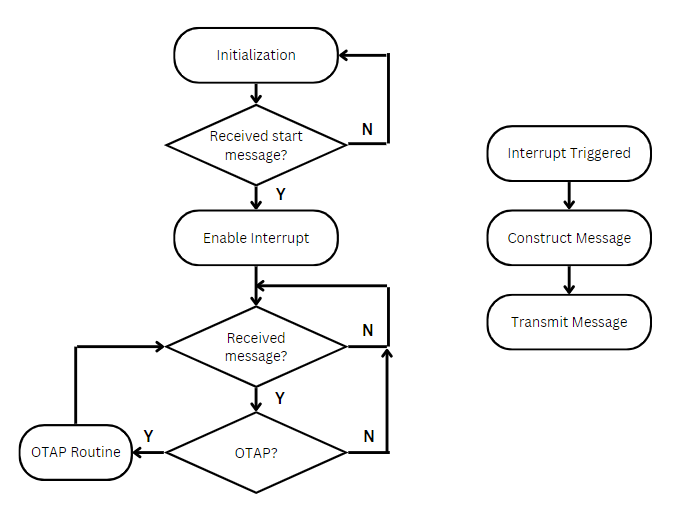 Initialization
Received start
message?
N
Y
Enable Interrupt
Received
message?
N
Y
OTAP?
Y
N
OTAP Routine
Interrupt Triggered
Construct Message
Transmit Message